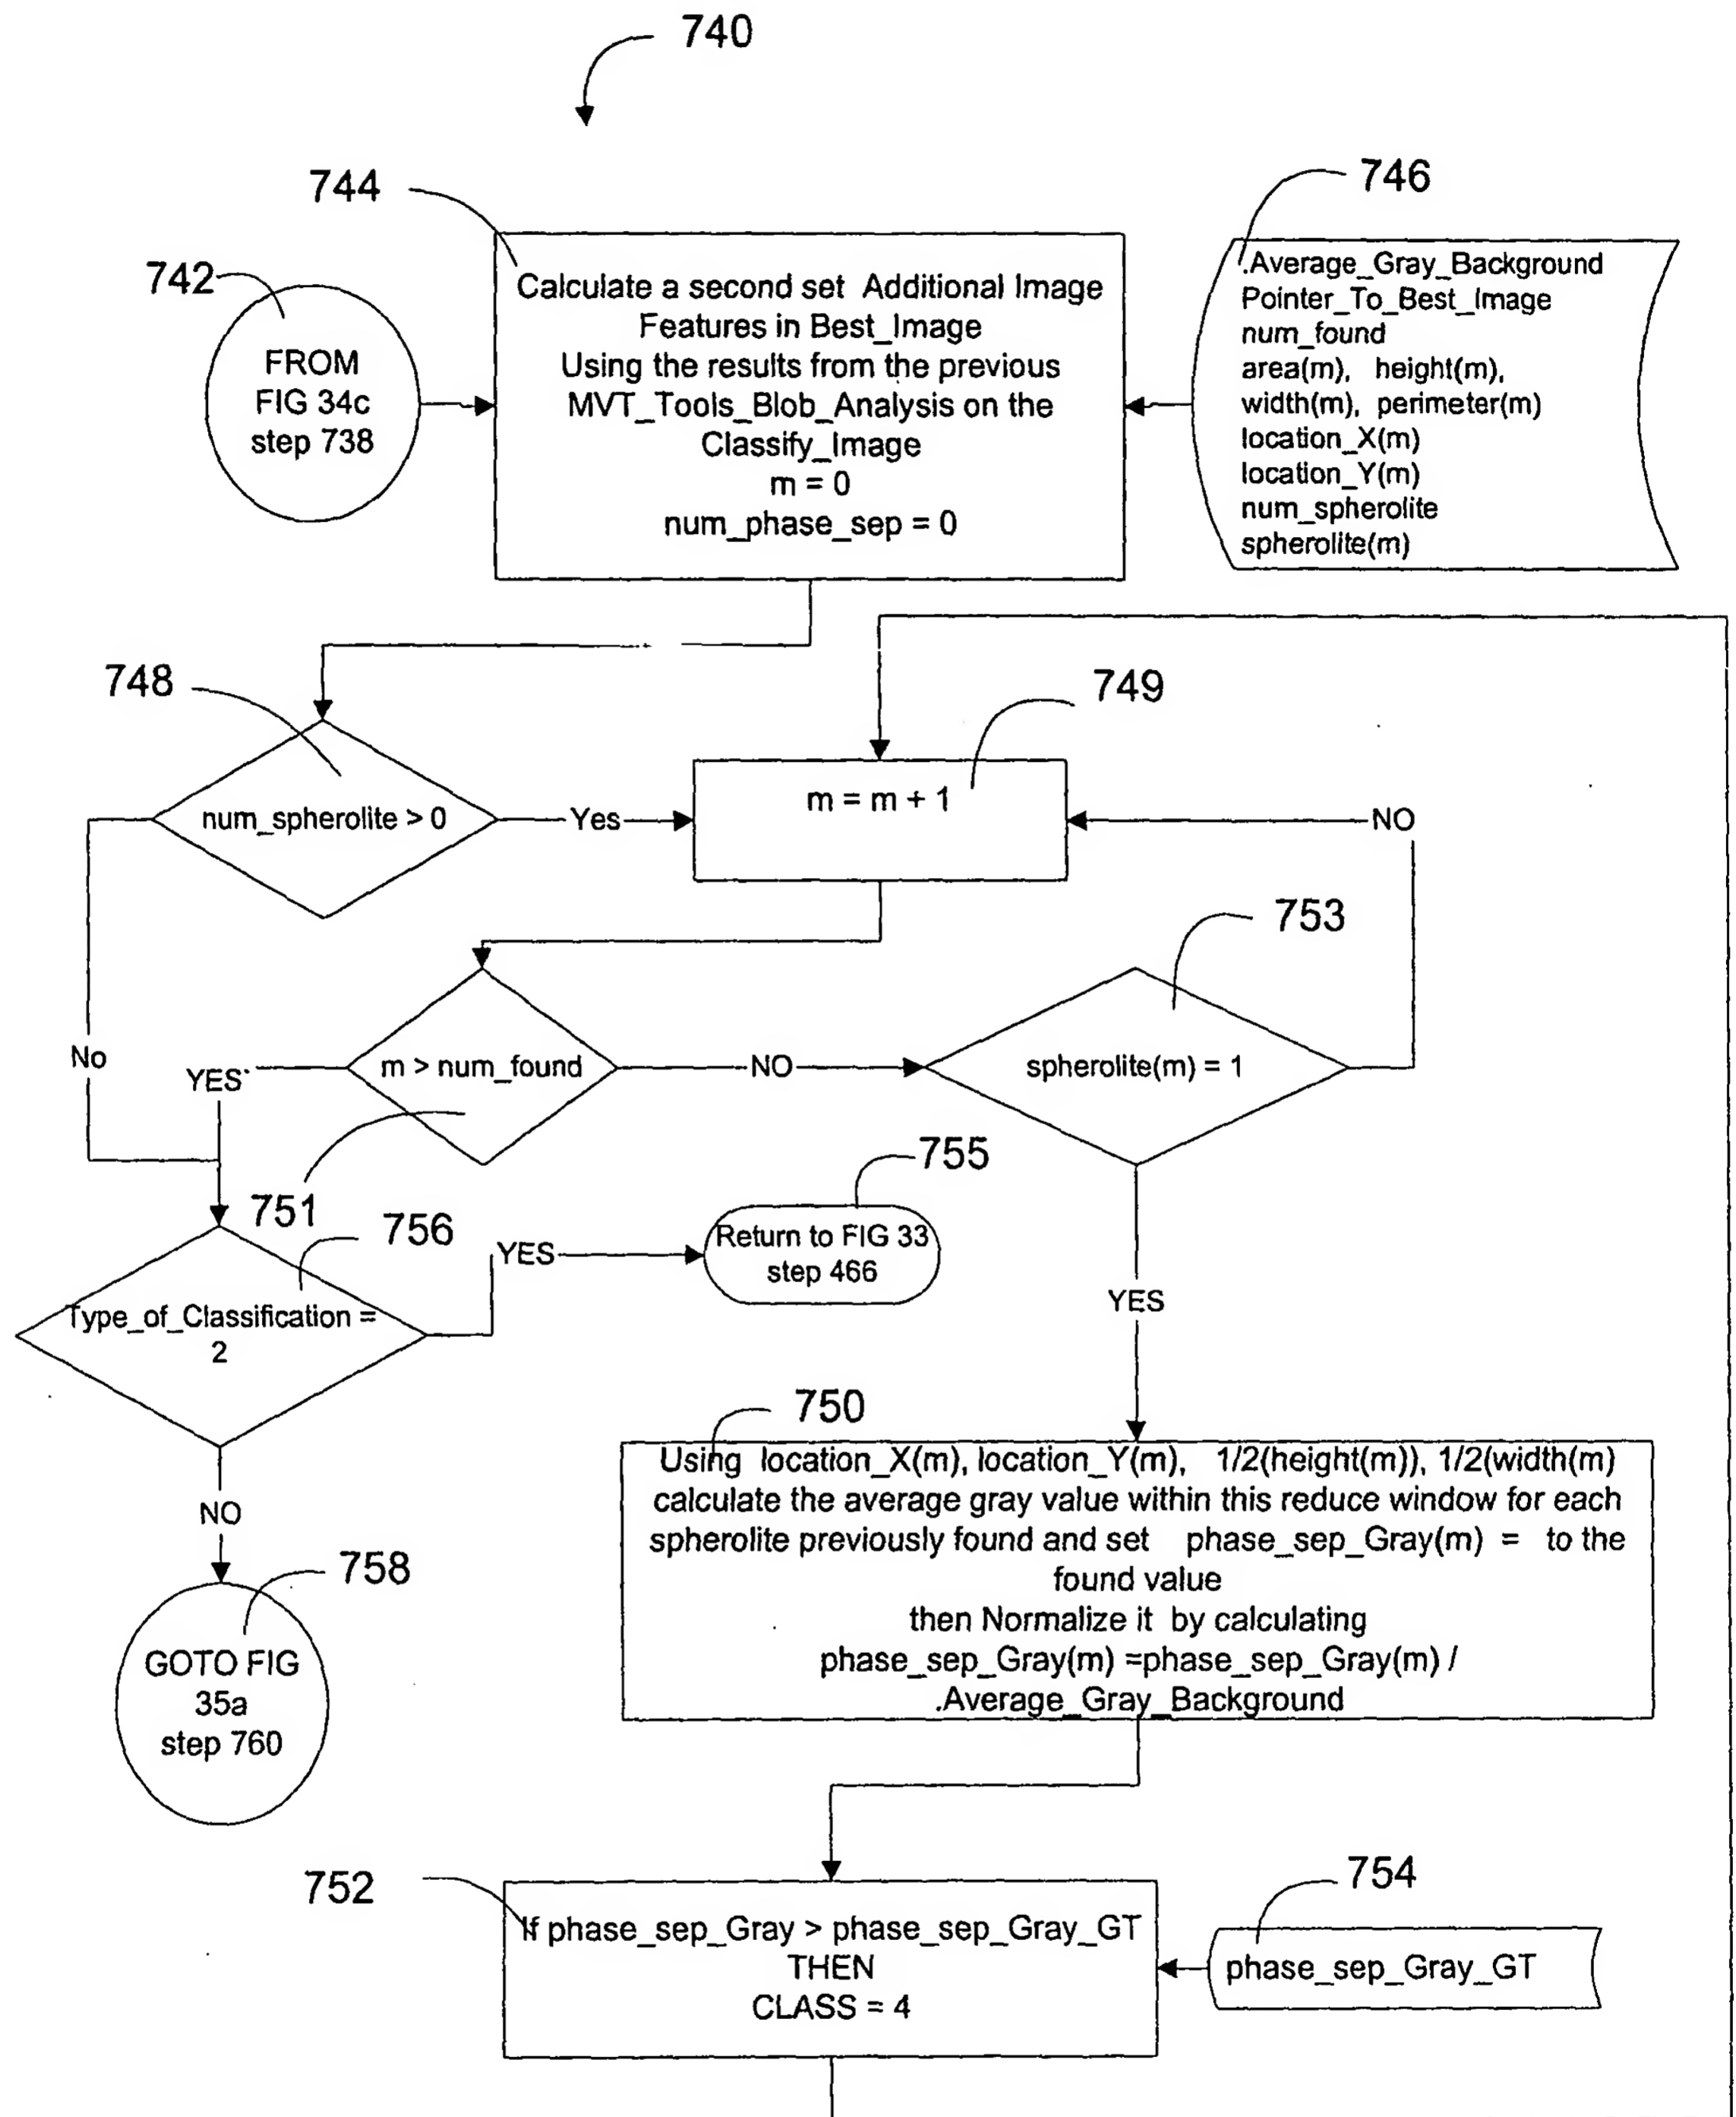 740
744
746
742
FROM
FIG 34c
step 738
Calculate a second set Additional Image
Features in Best_Image
Using the results from the previous
MVT_Tools_Blob_Analysis on the
Classify_Image
m = 0
num_phase_sep = 0
.Average_Gray_Background
Pointer_To_Best_Image
num_found
area(m), height(m),
width(m), perimeter(m)
location_X(m)
location_Y(m)
num_spherolite
spherolite(m)
748
749
num_spherolite > 0
Yes
m = m + 1
NO
753
No
YES
m > num_found
NO
spherolite(m) = 1
751
755
756
YES
Return to FIG 33
step 466
Type_of_Classification =
2
YES
750
NO
Using location_X(m), location_Y(m), 1/2(height(m)), 1/2(width(m)
calculate the average gray value within this reduce window for each
spherolite previously found and set phase_sep_Gray(m) = to the
found value
then Normalize it by calculating
phase_sep_Gray(m) =phase_sep_Gray(m) /
.Average_Gray_Background
758
GOTO FIG
35a
step 760
752
754
If phase_sep_Gray > phase_sep_Gray_GT
THEN
CLASS = 4
phase_sep_Gray_GT